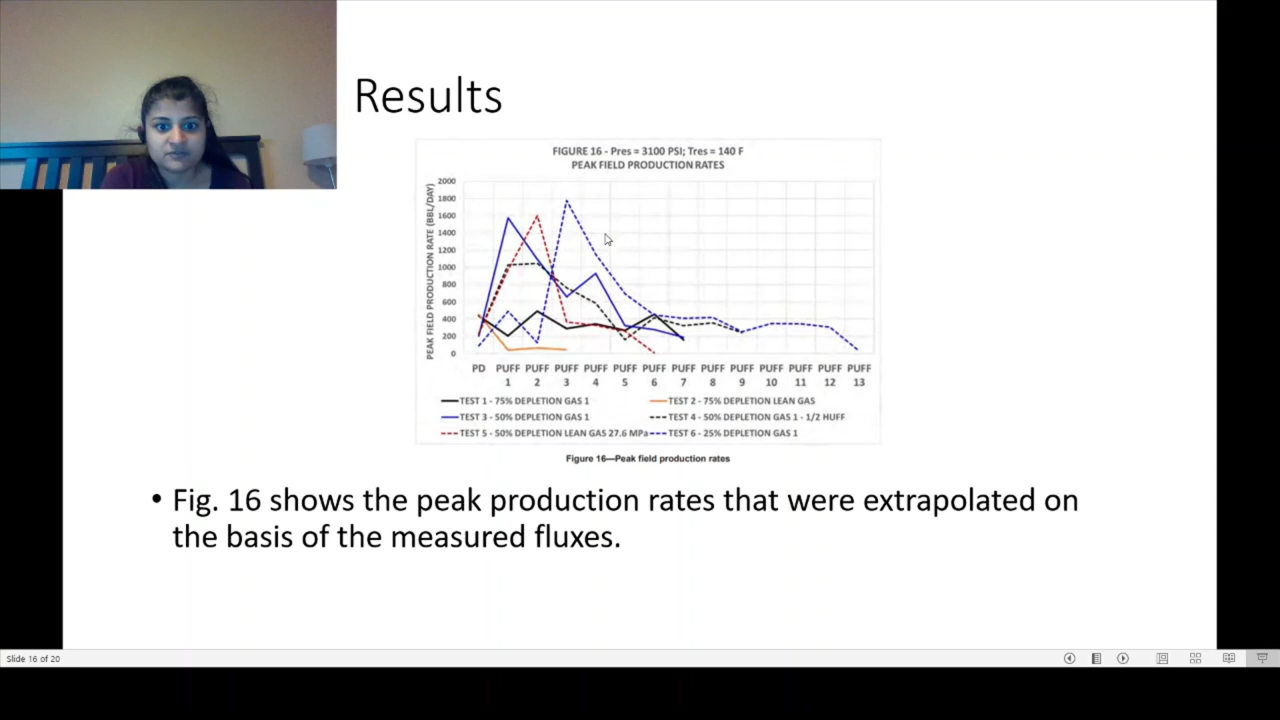 Results
FIGURE 16 - Pres = 3100 PSI; Tres = 140 F
PEAK FIELD PRODUCTION RATES
PEAK FIELD PRODUCTION RATE (BBL/DAY)
2000
1800
1600
1400
1200
1000
800
600
400
200
0
PD PUFF PUFF PUFF PUFF PUFF PUFF PUFF PUFF PUFF PUFF PUFF PUFF PUFF
1 2 3 4 5 6 7 8 9 10 11 12 13
TEST 1 - 75% DEPLETION GAS 1 TEST 2 - 75% DEPLETION LEAN GAS
TEST 3 - 50% DEPLETION GAS 1 TEST 4 - 50% DEPLETION GAS 1 - 1/2 HUFF
TEST 5 - 50% DEPLETION LEAN GAS 27.6 MPa TEST 6 - 25% DEPLETION GAS 1
Figure 16—Peak field production rates
• Fig. 16 shows the peak production rates that were extrapolated on
the basis of the measured fluxes.
Slide 16 of 20